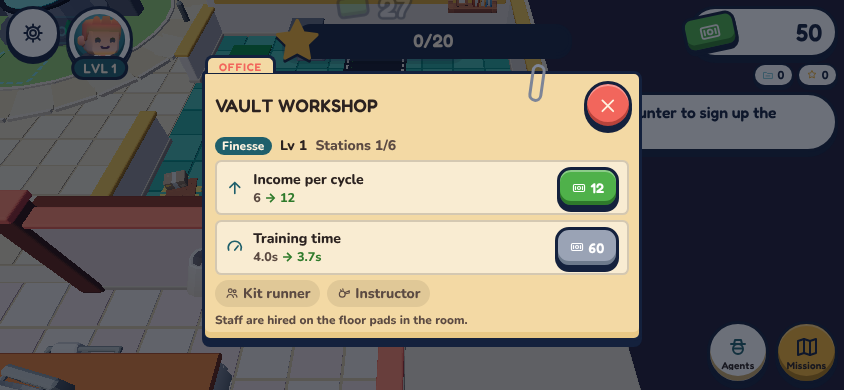 27
0/20
50
LVL 1
OFFICE
0
0
VAULT WORKSHOP
unter to sign up the
Finesse Lv 1 Stations 1/6
Income per cycle
6 → 12
12
Training time
4.0s → 3.7s
60
Kit runner Instructor
Staff are hired on the floor pads in the room.
Agents
Missions